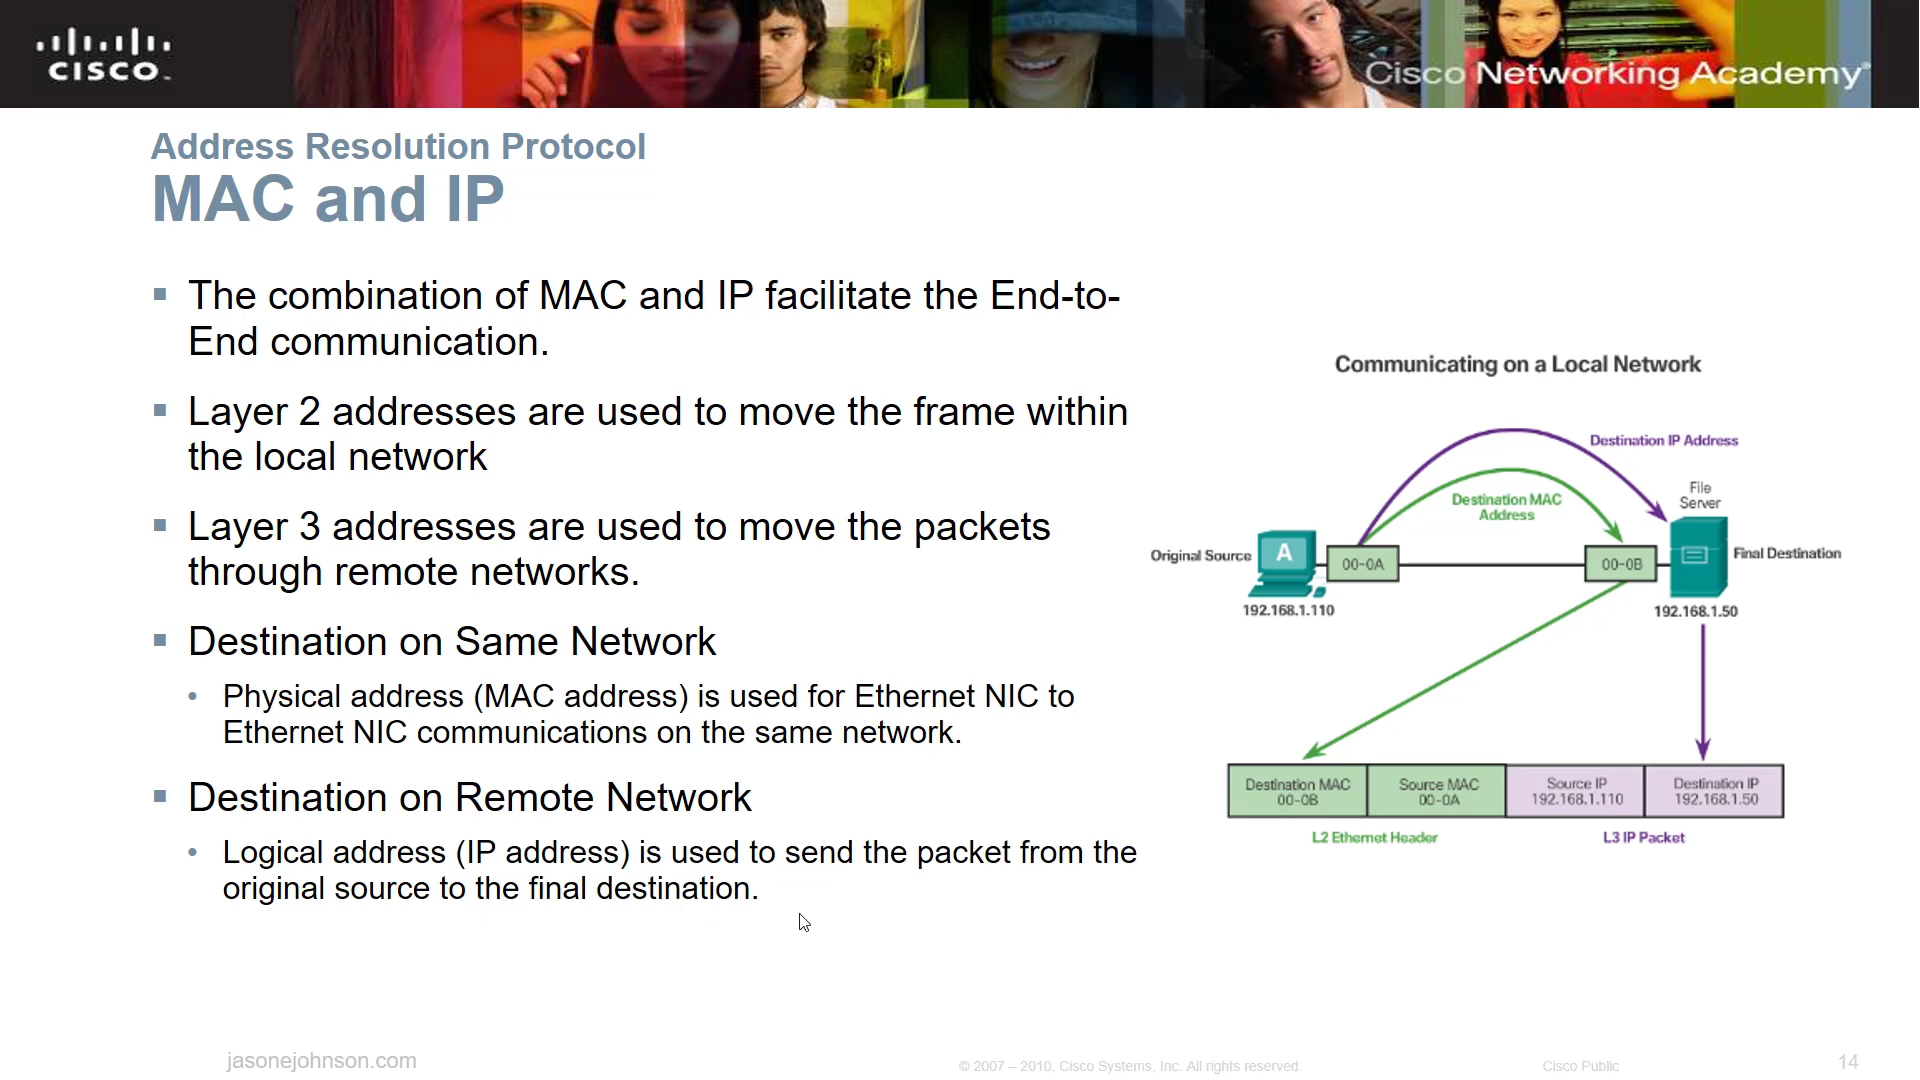 CISCO
Cisco Networking Academy®
Address Resolution Protocol
MAC and IP
▪ The combination of MAC and IP facilitate the End-to-
End communication.
▪ Layer 2 addresses are used to move the frame within
the local network
▪ Layer 3 addresses are used to move the packets
through remote networks.
▪ Destination on Same Network
• Physical address (MAC address) is used for Ethernet NIC to
Ethernet NIC communications on the same network.
▪ Destination on Remote Network
• Logical address (IP address) is used to send the packet from the
original source to the final destination.
Communicating on a Local Network
Destination IP Address
Destination MAC
Address
File
Server
Original Source
A
00-0A
00-0B
Final Destination
192.168.1.110
192.168.1.50
Destination MAC
00-0B
Source MAC
00-0A
Source IP
192.168.1.110
Destination IP
192.168.1.50
L2 Ethernet Header
L3 IP Packet
jasonejohnson.com
© 2007 – 2010, Cisco Systems, Inc. All rights reserved.
Cisco Public
14